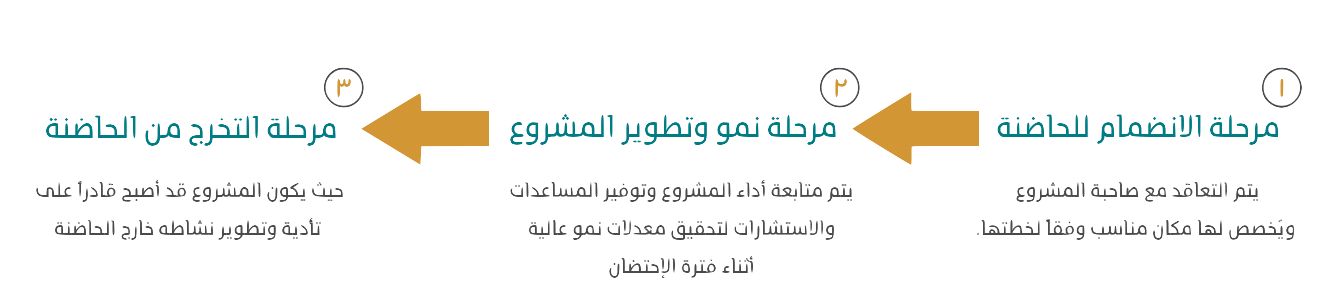 ١
مرحلة الانضمام للحاضنة
يتم التعاقد مع صاحبة المشروع
ويَخصص لها مكان مناسب وفقاً لخطتها.
٢
مرحلة نمو وتطوير المشروع
يتم متابعة أداء المشروع وتوفير المساعدات
والاستشارات لتحقيق معدلات نمو عالية
أثناء فترة الإحتضان
٣
مرحلة التخرج من الحاضنة
حيث يكون المشروع قد أصبح قادراً على
تأدية وتطوير نشاطه خارج الحاضنة